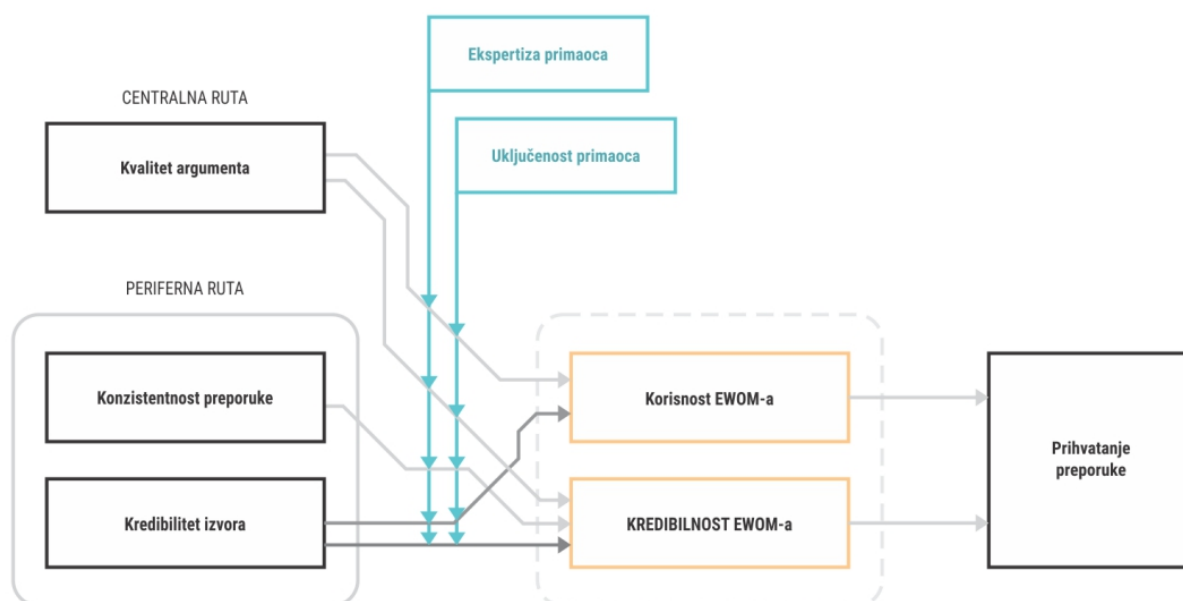 Ekspertiza primaoca
CENTRALNA RUTA
Uključenost primaoca
Kvalitet argumenta
PERIFERNA RUTA
Konzistentnost preporuke
Korisnost EWOM-a
Prihvatanje
preporuke
Kredibilitet izvora
KREDIBILNOST EWOM-a